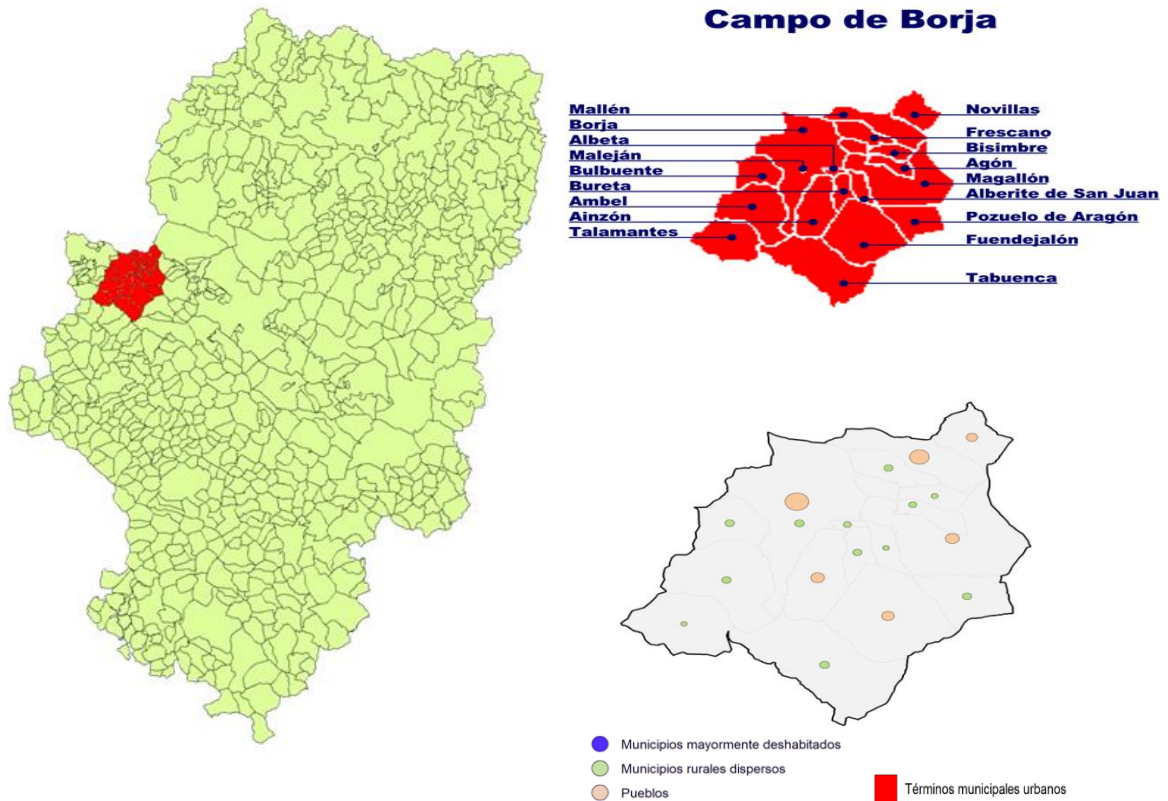 Campo de Borja
Mallén
Borja
Albeta
Maleján
Bulbuente
Bureta
Ambel
Ainzón
Talamantes
Novillas
Frescano
Bisimbre
Agón
Magallón
Alberite de San Juan
Pozuelo de Aragón
Fuendejalón
Tabuenca
Municipios mayormente deshabitados
Municipios rurales dispersos
Pueblos
Términos municipales urbanos